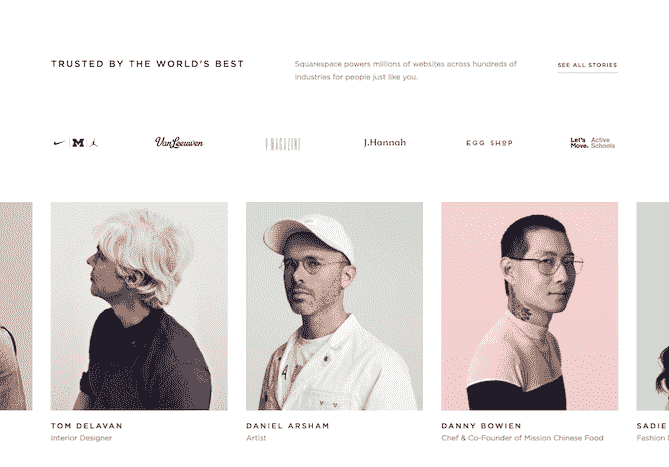 TRUSTED BY THE WORLD'S BEST
Squarespace powers millions of websites across hundreds of
industries for people just like you.
SEE ALL STORIES
M
Van Leeuwen
V MAGAZINE
J.Hannah
EGG SHOP
Let's Move. Active Schools
TOM DELAVAN
Interior Designer
DANIEL ARSHAM
Artist
DANNY BOWIEN
Chef & Co-Founder of Mission Chinese Food
SADIE
Fashion